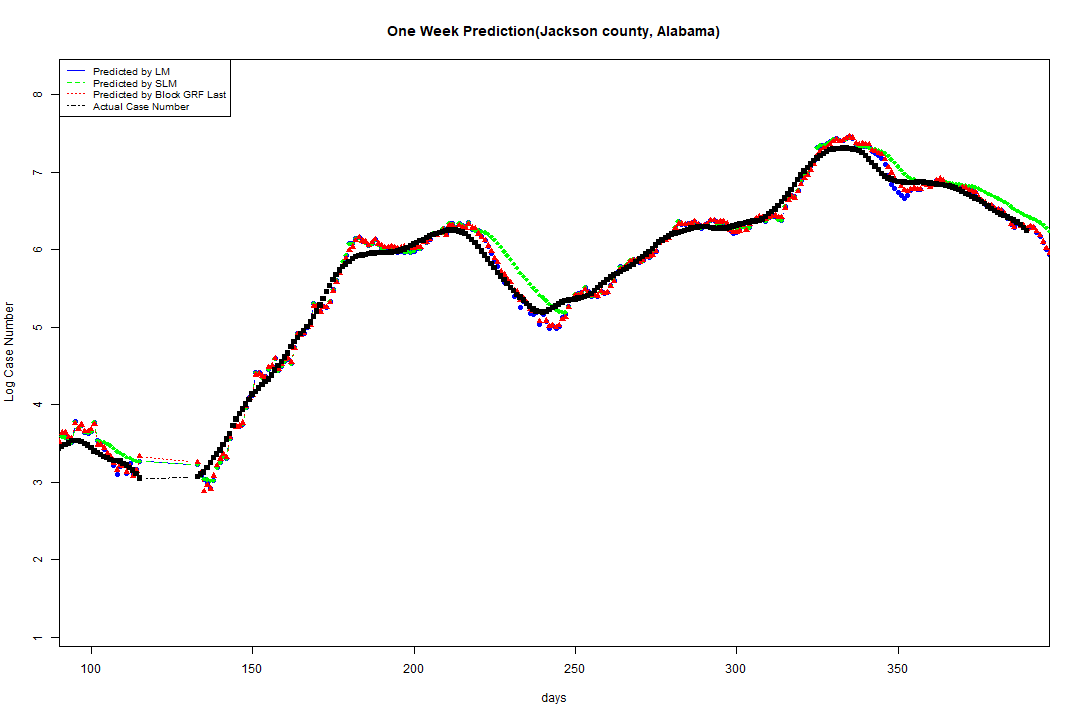 One Week Prediction(Jackson county, Alabama)
Predicted by LM
Predicted by SLM
Predicted by Block GRF Last
Actual Case Number
8
7
6
5
4
3
2
1
Log Case Number
100 150 200 250 300 350
days